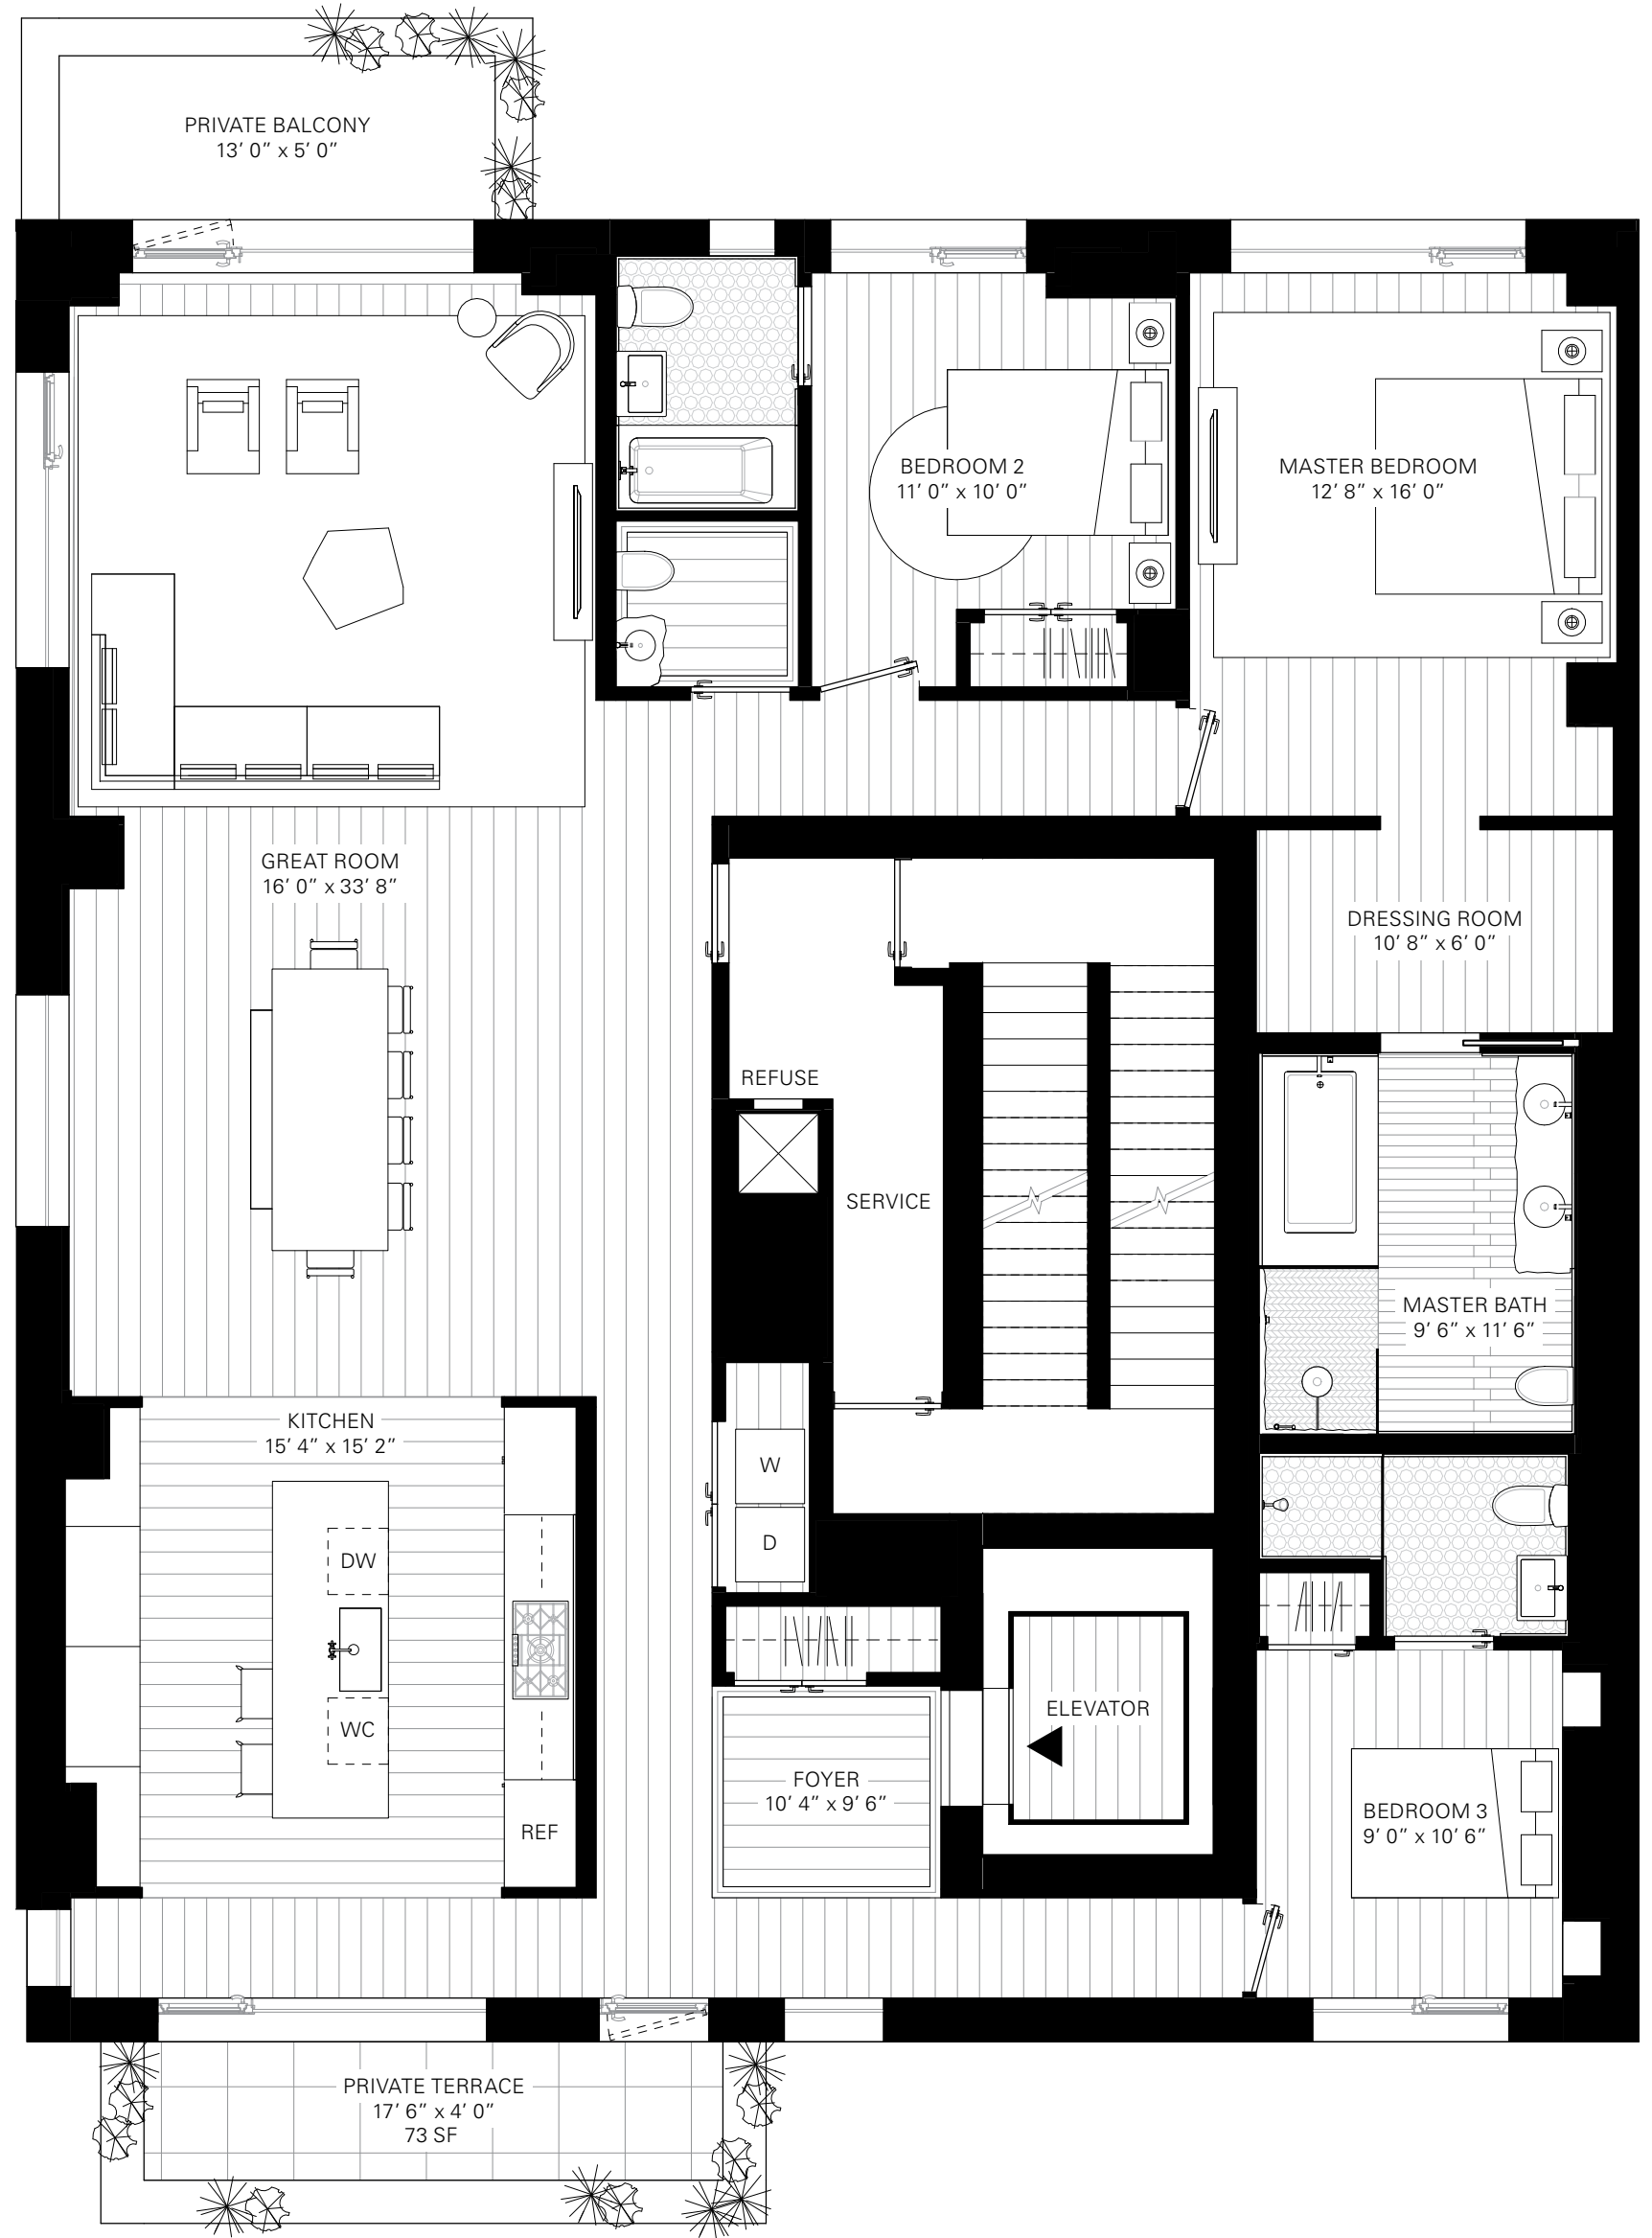 PRIVATE BALCONY
13’ 0” x 5’ 0”
BEDROOM 2
11’ 0” x 10’ 0”
MASTER BEDROOM
12’ 8” x 16’ 0”
GREAT ROOM
16’ 0” x 33’ 8”
DRESSING ROOM
10’ 8” x 6’ 0”
REFUSE
SERVICE
MASTER BATH
9’ 6” x 11’ 6”
KITCHEN
15’ 4” x 15’ 2”
W
D
DW
WC
REF
ELEVATOR
FOYER
10’ 4” x 9’ 6”
BEDROOM 3
9’ 0” x 10’ 6”
PRIVATE TERRACE
17’ 6” x 4’ 0”
73 SF